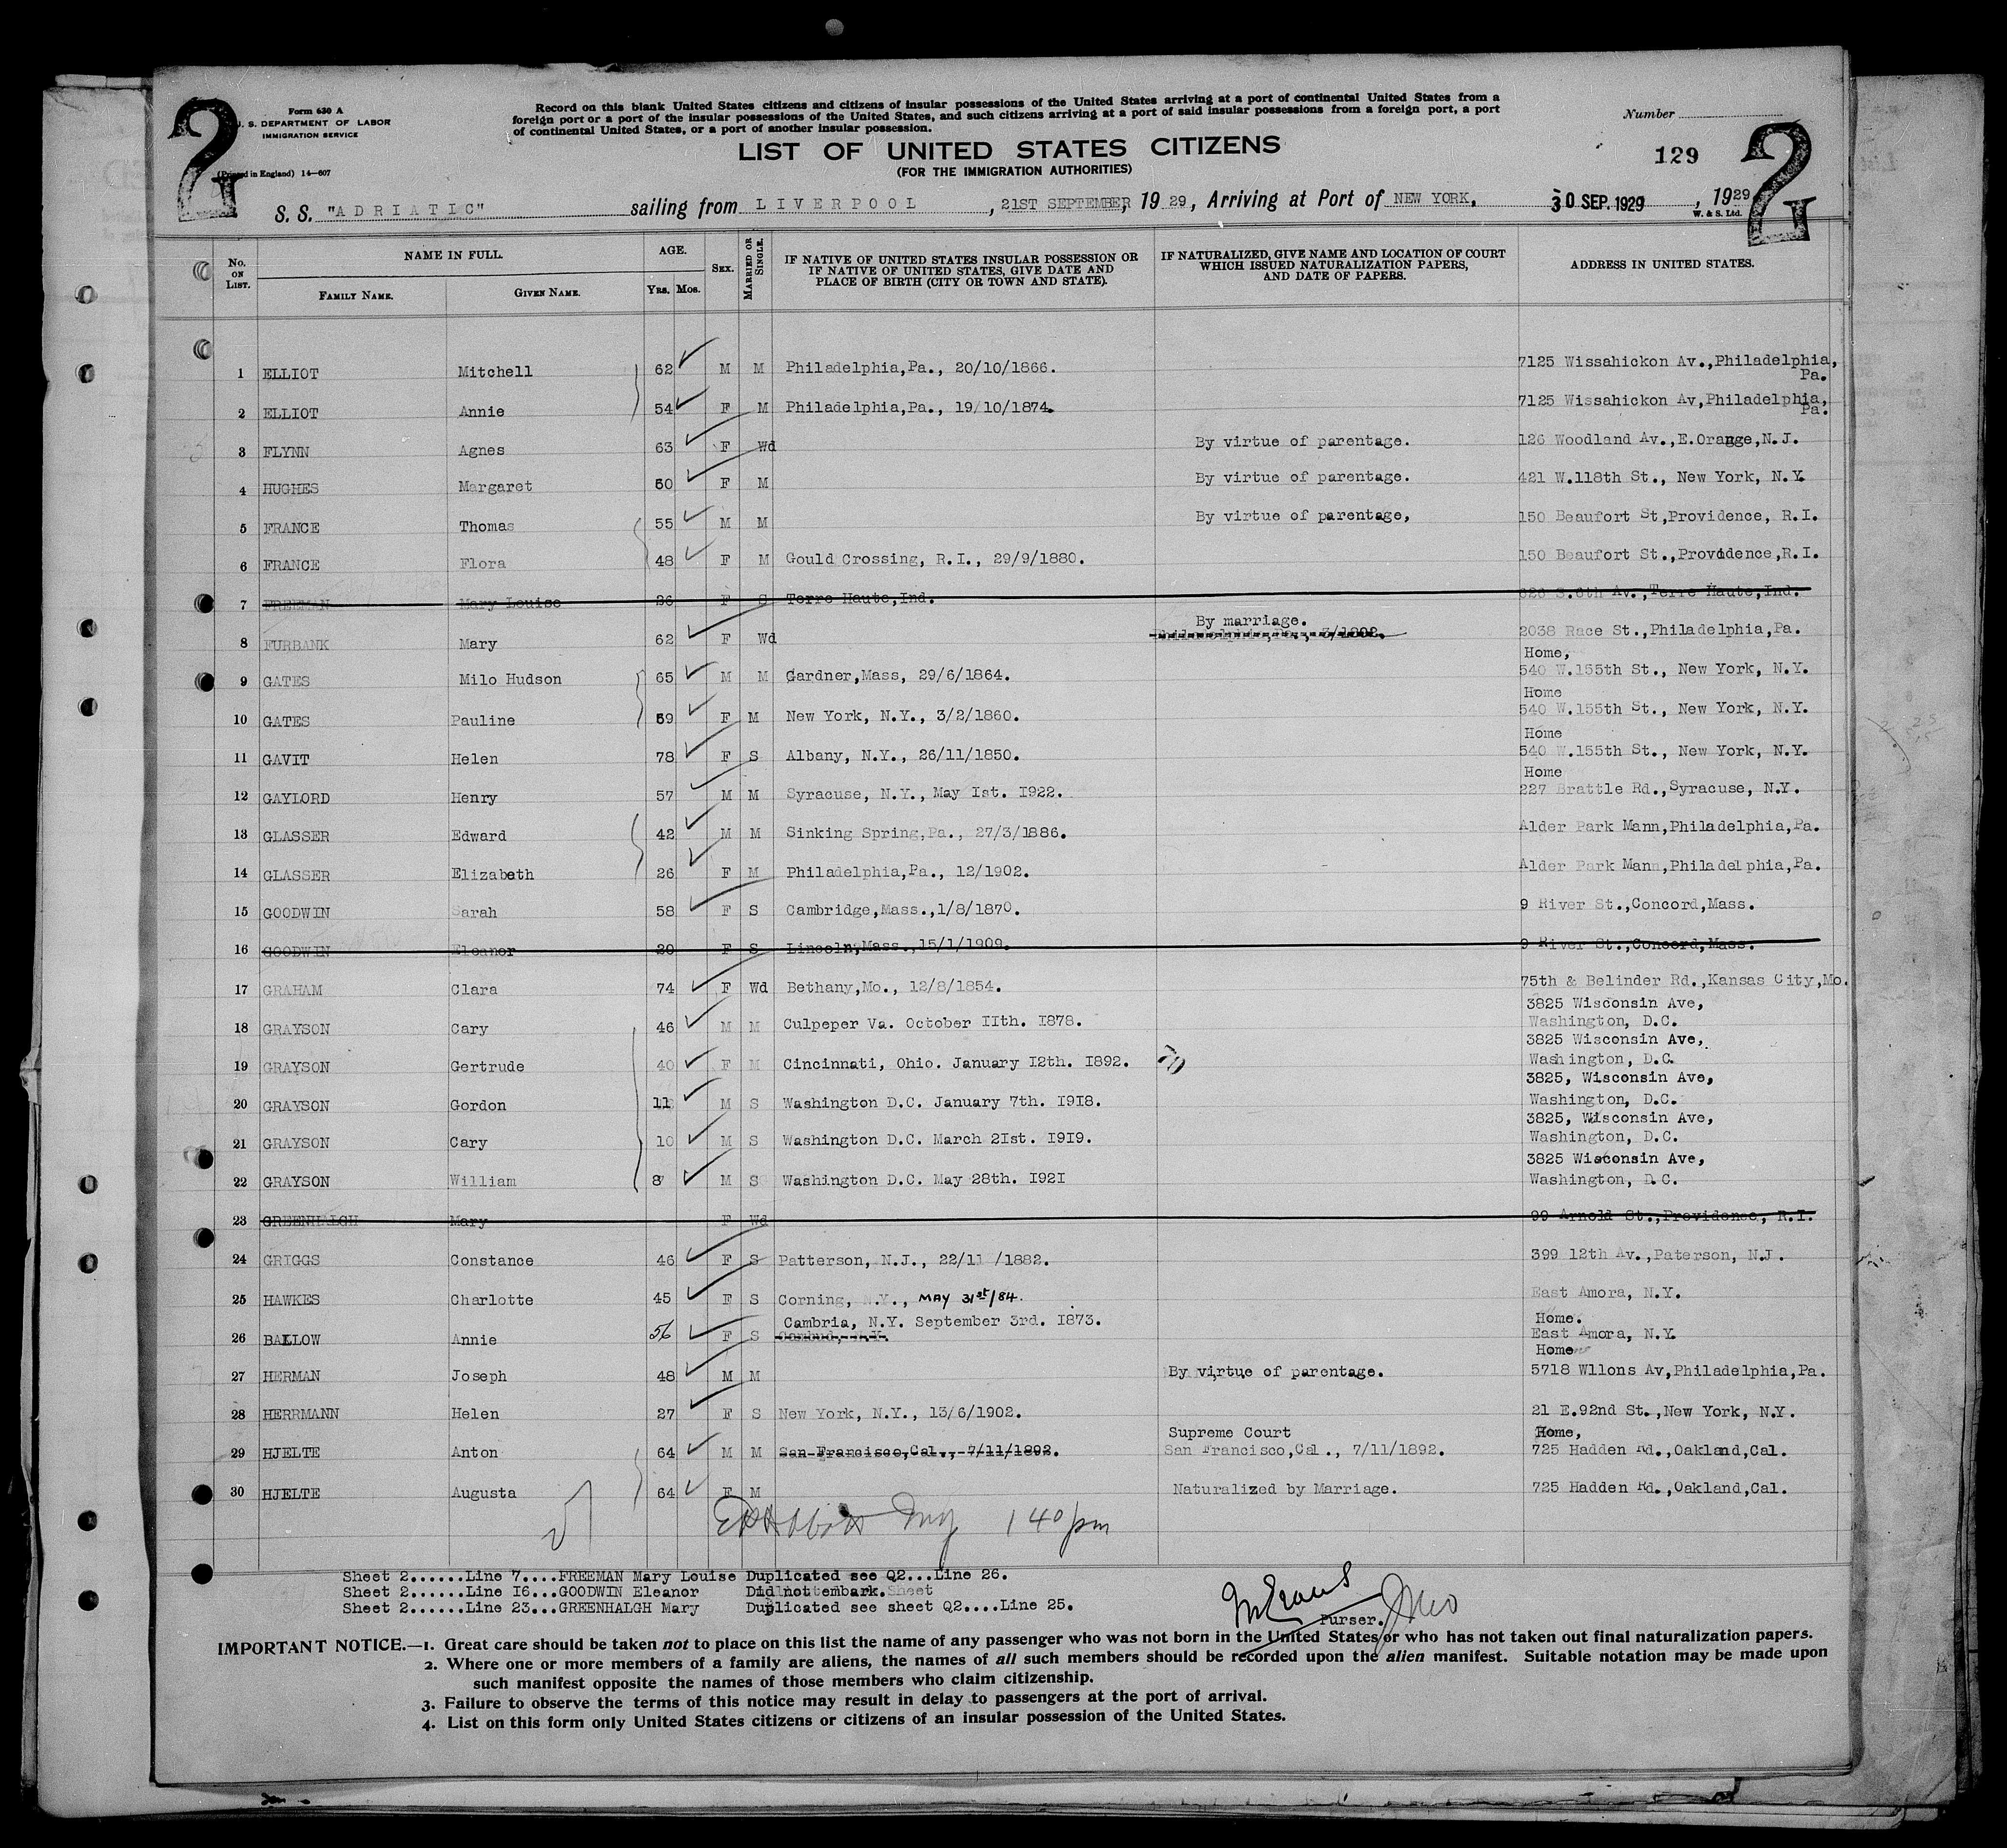 2
Form 630 A
U. S. DEPARTMENT OF LABOR
IMMIGRATION SERVICE
(Printed in England) 14—607
Record on this blank United States citizens and citizens of insular possessions of the United States arriving at a port of continental United States from a
foreign port or a port of the insular possessions of the United States, and such citizens arriving at a port of said insular possessions from a foreign port, a port
of continental United States, or a port of another insular possession.
LIST OF UNITED STATES CITIZENS
(FOR THE IMMIGRATION AUTHORITIES)
Number
129
2
S. S. "ADRIATIC" sailing from LIVERPOOL, 21ST SEPTEMBER, 1929, Arriving at Port of NEW YORK, 30 SEP. 1929, 1929
W. & S. Ltd.
No. ON LIST. NAME IN FULL. FAMILY NAME. GIVEN NAME. AGE. YRS. MOS. SEX. MARRIED OR SINGLE. IF NATIVE OF UNITED STATES INSULAR POSSESSION OR IF NATIVE OF UNITED STATES, GIVE DATE AND PLACE OF BIRTH (CITY OR TOWN AND STATE). IF NATURALIZED, GIVE NAME AND LOCATION OF COURT WHICH ISSUED NATURALIZATION PAPERS, AND DATE OF PAPERS. ADDRESS IN UNITED STATES.
1 ELLIOT Mitchell 62 M M Philadelphia,Pa., 20/10/1866. 7125 Wissahickon Av.,Philadelphia, Pa.
2 ELLIOT Annie 54 F M Philadelphia,Pa., 19/10/1874. 7125 Wissahickon Av,Philadelphia, Pa.
3 FLYNN Agnes 63 F Wd By virtue of parentage. 126 Woodland Av.,E.Orange,N.J.
4 HUGHES Margaret 50 F M By virtue of parentage. 421 W.118th St., New York, N.Y.
5 FRANCE Thomas 55 M M By virtue of parentage, 150 Beaufort St,Providence, R.I.
6 FRANCE Flora 48 F M Gould Crossing, R.I., 29/9/1880. 150 Beaufort St.,Providence,R.I.
7 FREEMAN Mary Louise 26 F S Terre Haute,Ind. 626 S.6th Av.,Terre Haute,Ind.
8 FURBANK Mary 62 F Wd By marriage. Philadelphia,Pa., 3/1892. 2038 Race St.,Philadelphia,Pa.
Home,
9 GATES Milo Hudson 65 M M Gardner,Mass, 29/6/1864. 540 W.155th St., New York, N.Y.
Home
10 GATES Pauline 69 F M New York, N.Y., 3/2/1860. 540 W.155th St., New York, N.Y.
Home
11 GAVIT Helen 78 F S Albany, N.Y., 26/11/1850. 540 W.155th St., New York, N.Y.
Home
12 GAYLORD Henry 57 M M Syracuse, N.Y., May Ist. I922. 227 Brattle Rd.,Syracuse, N.Y.
13 GLASSER Edward 42 M M Sinking Spring,Pa., 27/3/1886. Alder Park Mann,Philadelphia,Pa.
14 GLASSER Elizabeth 26 F M Philadelphia,Pa., 12/1902. Alder Park Mann,Philadelphia,Pa.
15 GOODWIN Sarah 58 F S Cambridge,Mass.,1/8/1870. 9 River St.,Concord,Mass.
16 GOODWIN Eleanor 20 F S Lincoln,Mass.,15/1/1909. 9 River St.,Concord,Mass.
17 GRAHAM Clara 74 F Wd Bethany,Mo., 12/8/1854. 75th & Belinder Rd.,Kansas City,Mo.
18 GRAYSON Cary 46 M M Culpeper Va. October IIth. I878. 3825 Wisconsin Ave, Washington, D.C.
19 GRAYSON Gertrude 40 F M Cincinnati, Ohio. January I2th. I892. 3825 Wisconsin Ave, Washington, D.C.
20 GRAYSON Gordon 11 M S Washington D.C. January 7th. I9I8. 3825, Wisconsin Ave, Washington, D.C.
21 GRAYSON Cary 10 M S Washington D.C. March 2Ist. I9I9. 3825, Wisconsin Ave, Washington, D.C.
22 GRAYSON William 8 M S Washington D.C. May 28th. I92I 3825 Wisconsin Ave, Washington, D.C.
23 GREENHALGH Mary F Wd 99 Arnold St.,Providence, R.I.
24 GRIGGS Constance 46 F S Patterson, N.J., 22/11 /1882. 399 12th Av.,Paterson, N.J.
25 HAWKES Charlotte 45 F S Corning, N.Y., MAY 31st/84. East Amora, N.Y.
Home.
26 BALLOW Annie 56 F S Cambria, N.Y. September 3rd. I873. East Amora, N.Y.
Home
27 HERMAN Joseph 48 M M By virtue of parentage. 5718 Wllons Av,Philadelphia,Pa.
28 HERRMANN Helen 27 F S New York, N.Y., 13/6/1902. 21 E.92nd St.,New York, N.Y.
Supreme Court Home,
29 HJELTE Anton 64 M M San Francisco,Cal., 7/11/1892. San Francisco,Cal., 7/11/1892. 725 Hadden Rd.,Oakland,Cal.
30 HJELTE Augusta 64 F M Naturalized by Marriage. 725 Hadden Rd.,Oakland,Cal.
1 40 pm
Sheet 2......Line 7....FREEMAN Mary Louise Duplicated see Q2...Line 26.
Sheet 2......Line I6...GOODWIN Eleanor Did not embark.
Sheet 2......Line 23...GREENHALGH Mary Duplicated see sheet Q2....Line 25.
Purser.
IMPORTANT NOTICE.—1. Great care should be taken not to place on this list the name of any passenger who was not born in the United States or who has not taken out final naturalization papers.
2. Where one or more members of a family are aliens, the names of all such members should be recorded upon the alien manifest. Suitable notation may be made upon
such manifest opposite the names of those members who claim citizenship.
3. Failure to observe the terms of this notice may result in delay to passengers at the port of arrival.
4. List on this form only United States citizens or citizens of an insular possession of the United States.